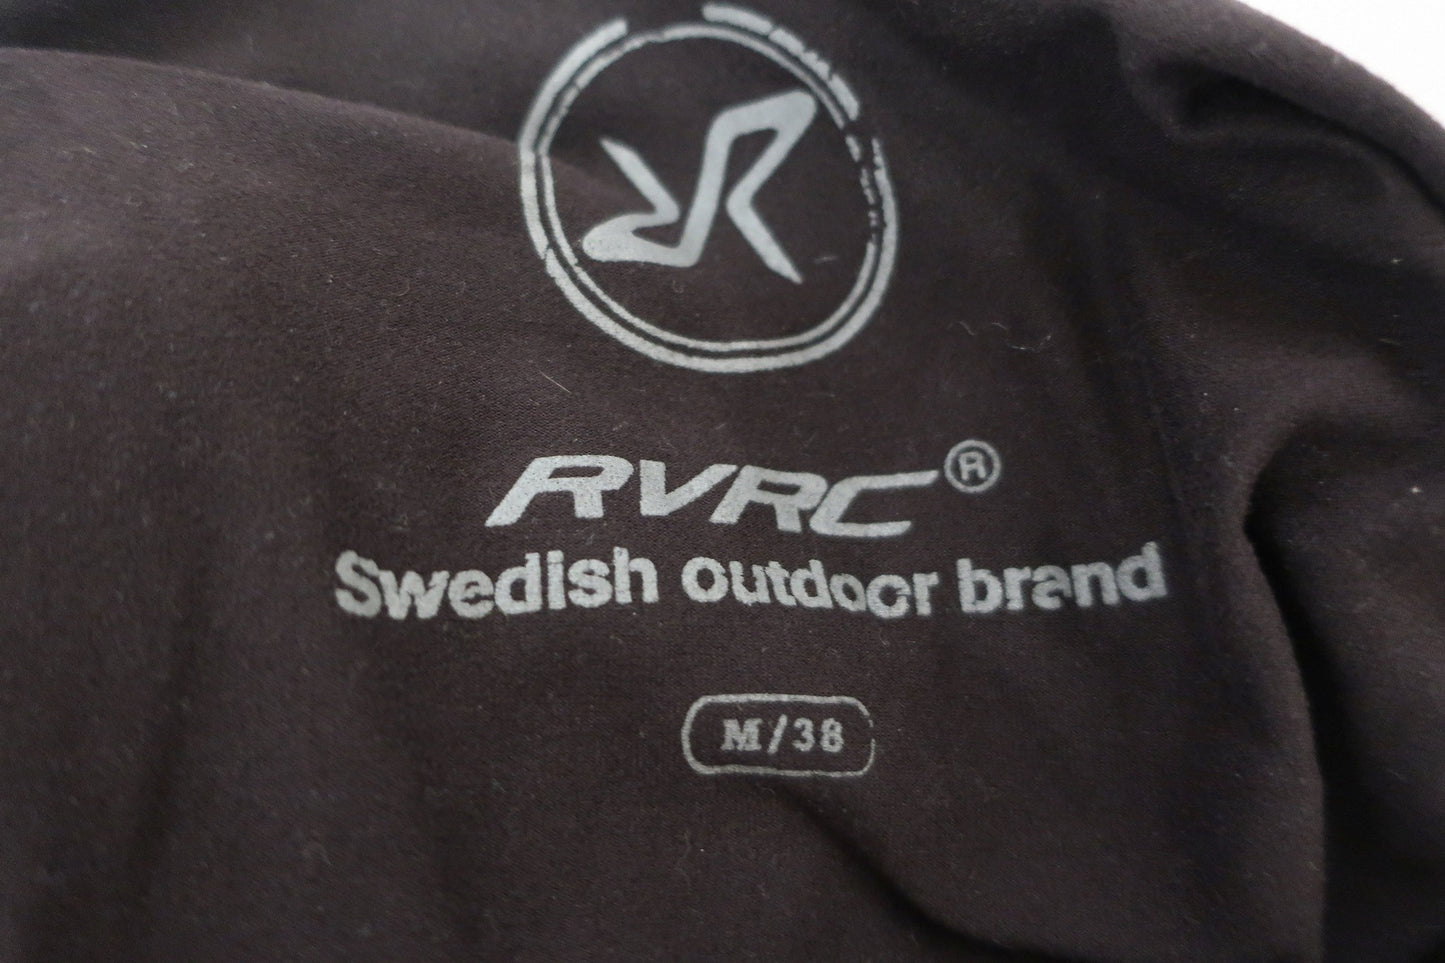 RVRC®
Swedish outdoor brand
M/38